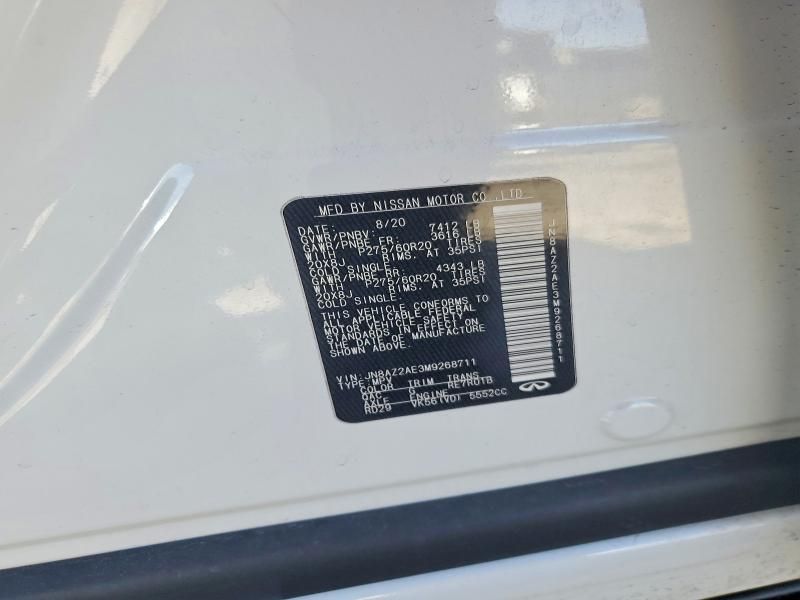 MFD BY NISSAN MOTOR CO.,LTD.
DATE: 8/20
GVWR/PNBV: 7412 LB
GAWR/PNBE FR: 3616 LB
WITH P275/60R20 TIRES
20X8J RIMS. AT 35PSI
COLD SINGLE.
GAWR/PNBE RR: 4343 LB
WITH P275/60R20 TIRES
20X8J RIMS. AT 35PSI
COLD SINGLE.
THIS VEHICLE CONFORMS TO
ALL APPLICABLE FEDERAL
MOTOR VEHICLE SAFETY
STANDARDS IN EFFECT ON
THE DATE OF MANUFACTURE
SHOWN ABOVE.
VIN: JN8AZ2AE3M9268711
TYPE: MPV
COLOR TRIM TRANS
QAC G RE7R01B
AXLE ENGINE
RD29 VK56(VD) 5552CC
JN8AZ2AE3M9268711